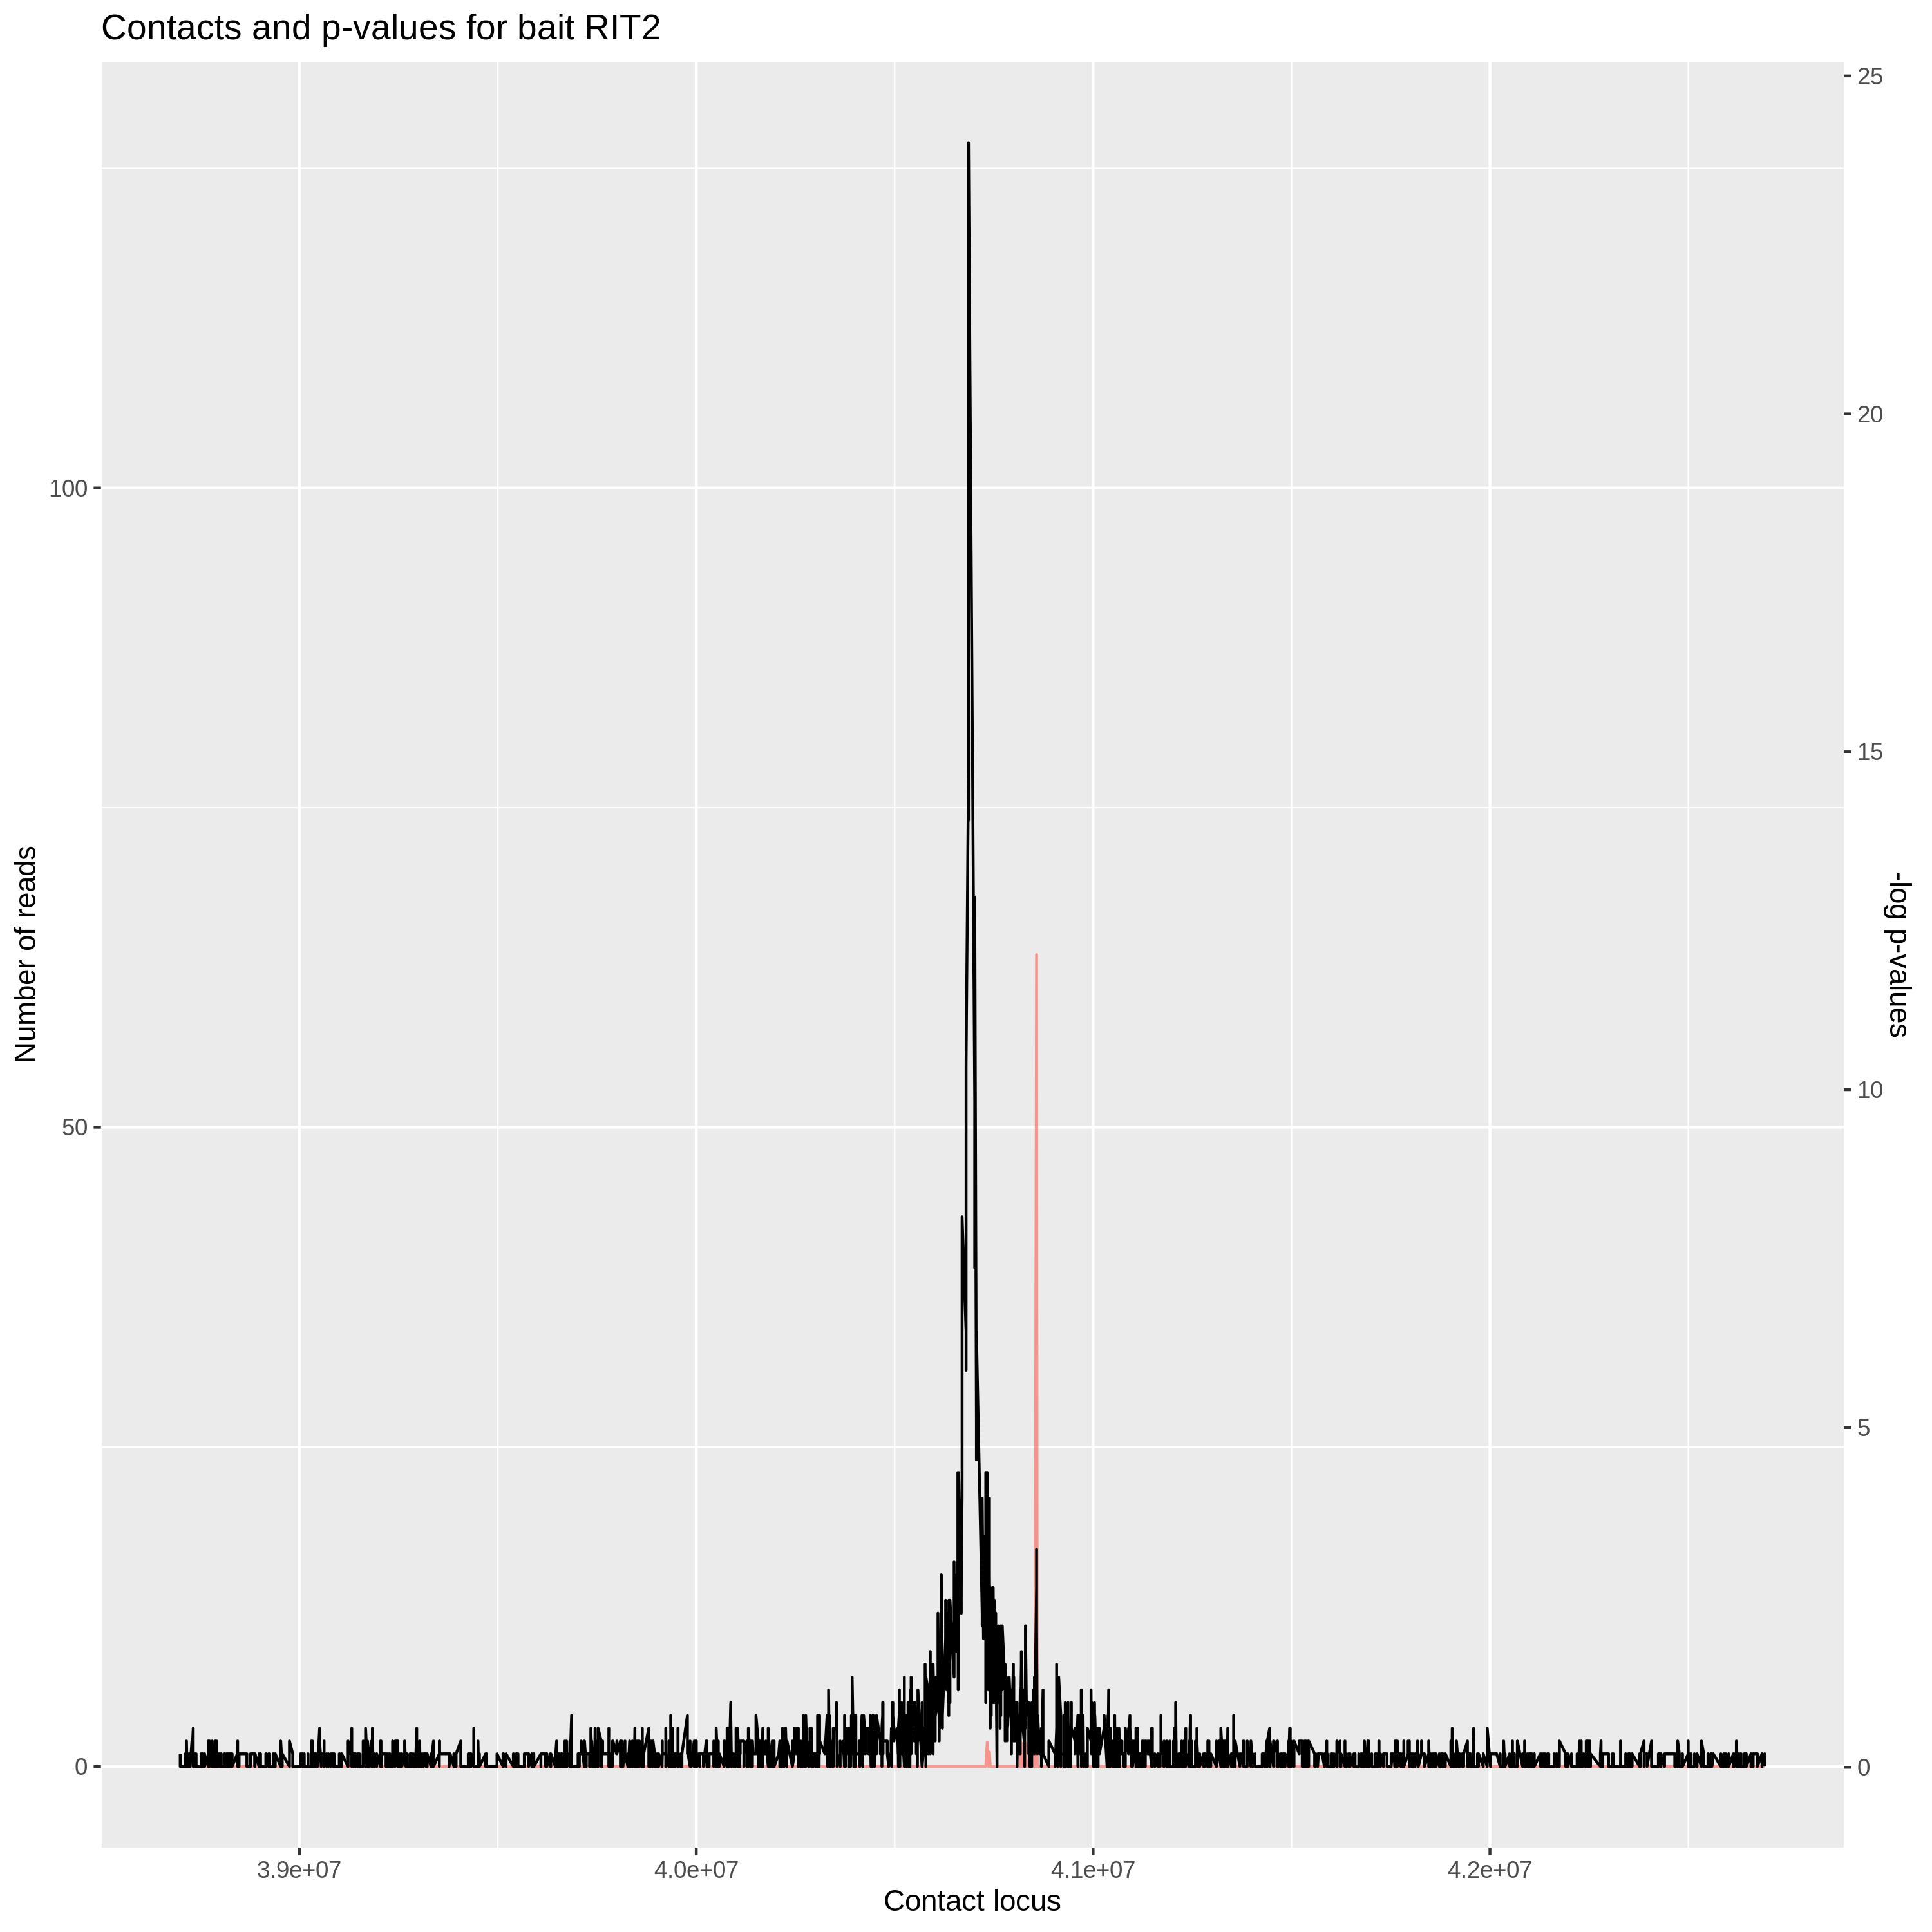 Contacts and p-values for bait RIT2
Number of reads
100
50
0
25
20
15
10
5
0
-log p-values
3.9e+07
4.0e+07
4.1e+07
4.2e+07
Contact locus